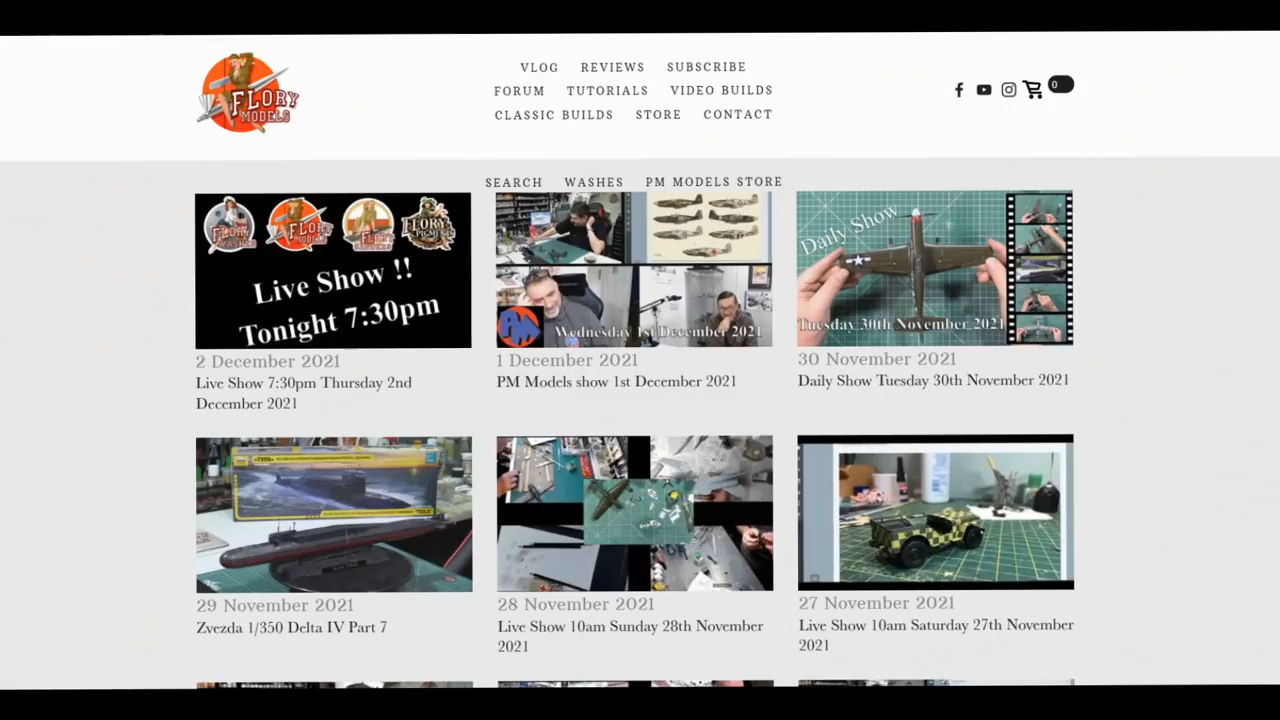 FLORY
MODELS
VLOG REVIEWS SUBSCRIBE
FORUM TUTORIALS VIDEO BUILDS
CLASSIC BUILDS STORE CONTACT
0
SEARCH WASHES PM MODELS STORE
Live Show !!
Tonight 7:30pm
PM
Wednesday 1st December 2021
Daily Show
Tuesday 30th November 2021
2 December 2021
Live Show 7:30pm Thursday 2nd
December 2021
1 December 2021
PM Models show 1st December 2021
30 November 2021
Daily Show Tuesday 30th November 2021
29 November 2021
Zvezda 1/350 Delta IV Part 7
28 November 2021
Live Show 10am Sunday 28th November
2021
27 November 2021
Live Show 10am Saturday 27th November
2021